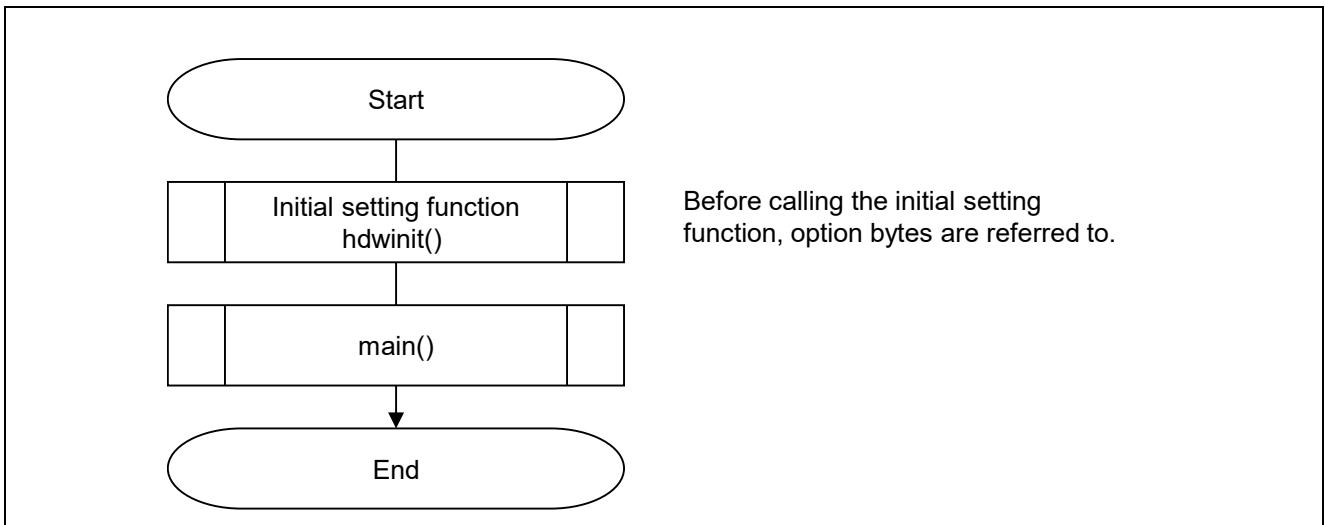 Start
Initial setting function
hdwinit()
Before calling the initial setting
function, option bytes are referred to.
main()
End